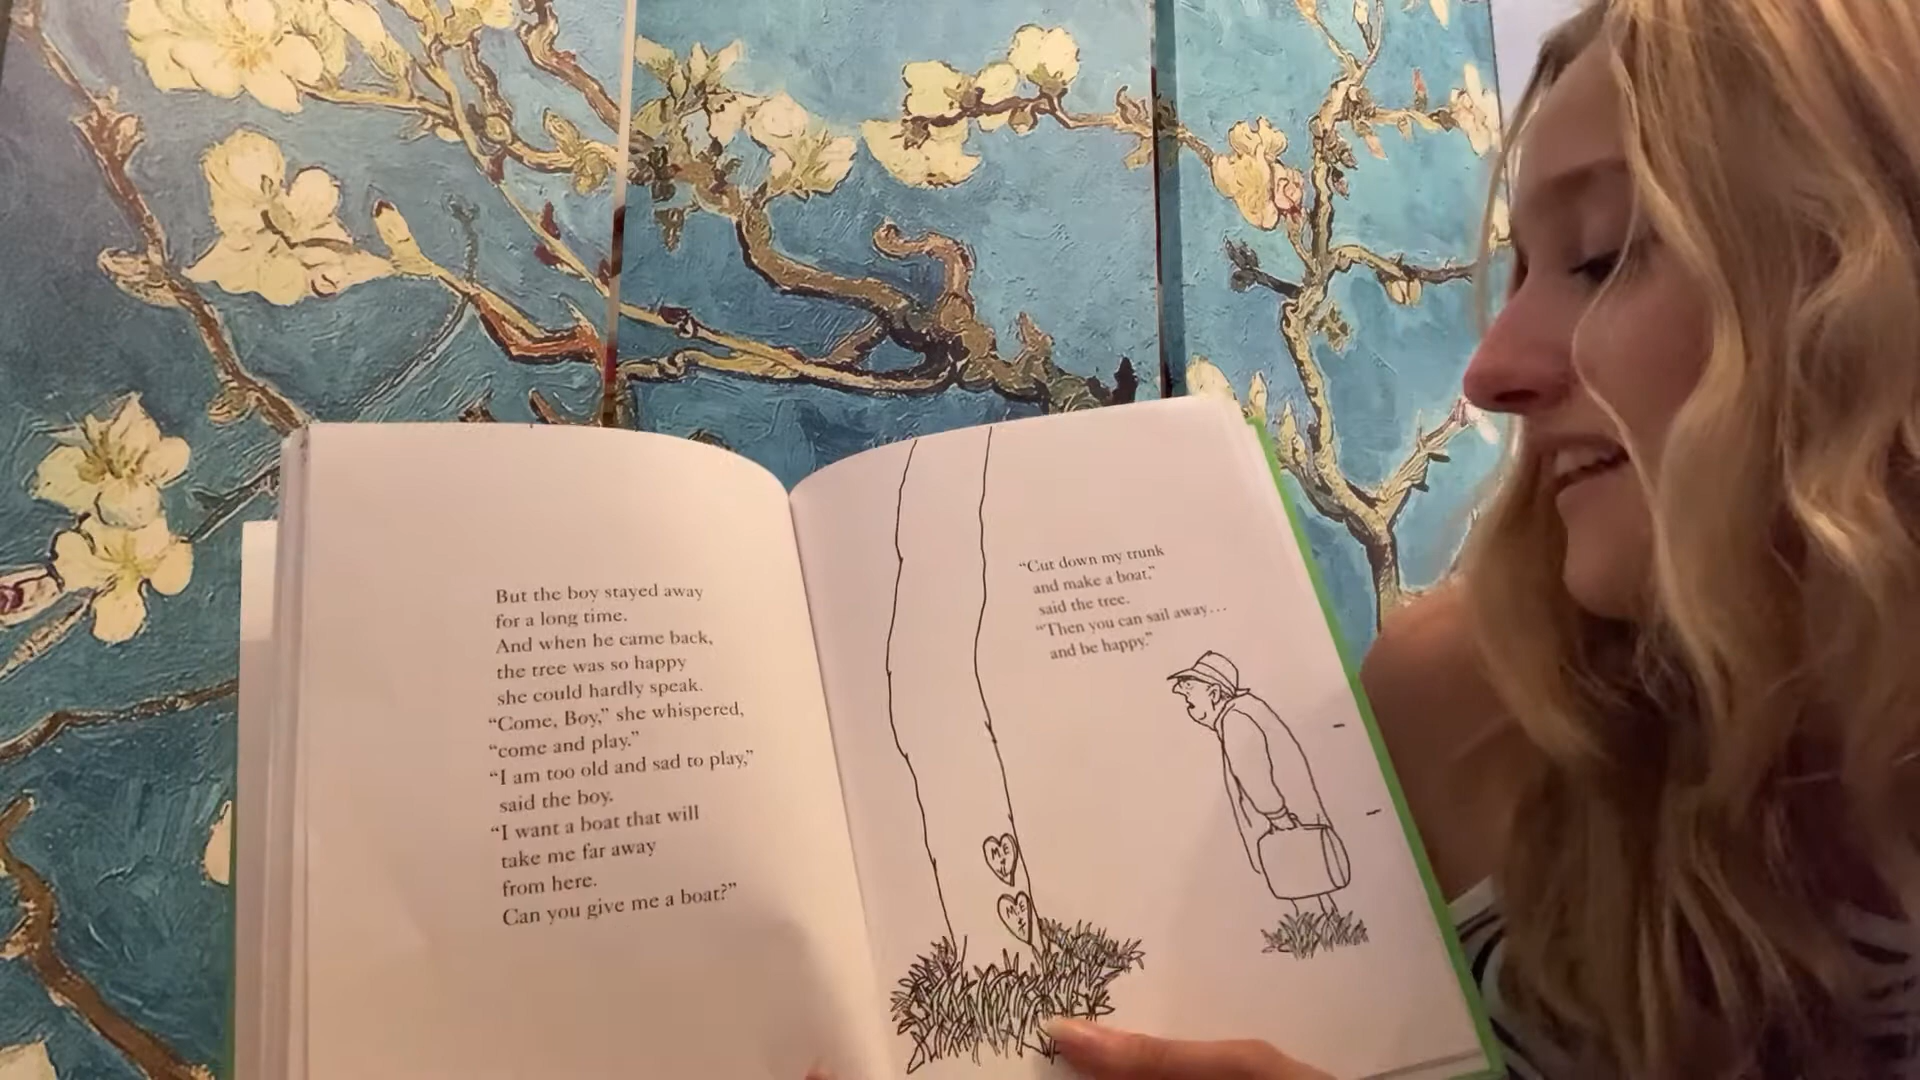 But the boy stayed away
for a long time.
And when he came back,
the tree was so happy
she could hardly speak.
“Come, Boy,” she whispered,
“come and play.”
“I am too old and sad to play,”
said the boy.
“I want a boat that will
take me far away
from here.
Can you give me a boat?”
“Cut down my trunk
and make a boat,”
said the tree.
“Then you can sail away...
and be happy.”
M.E
M.E